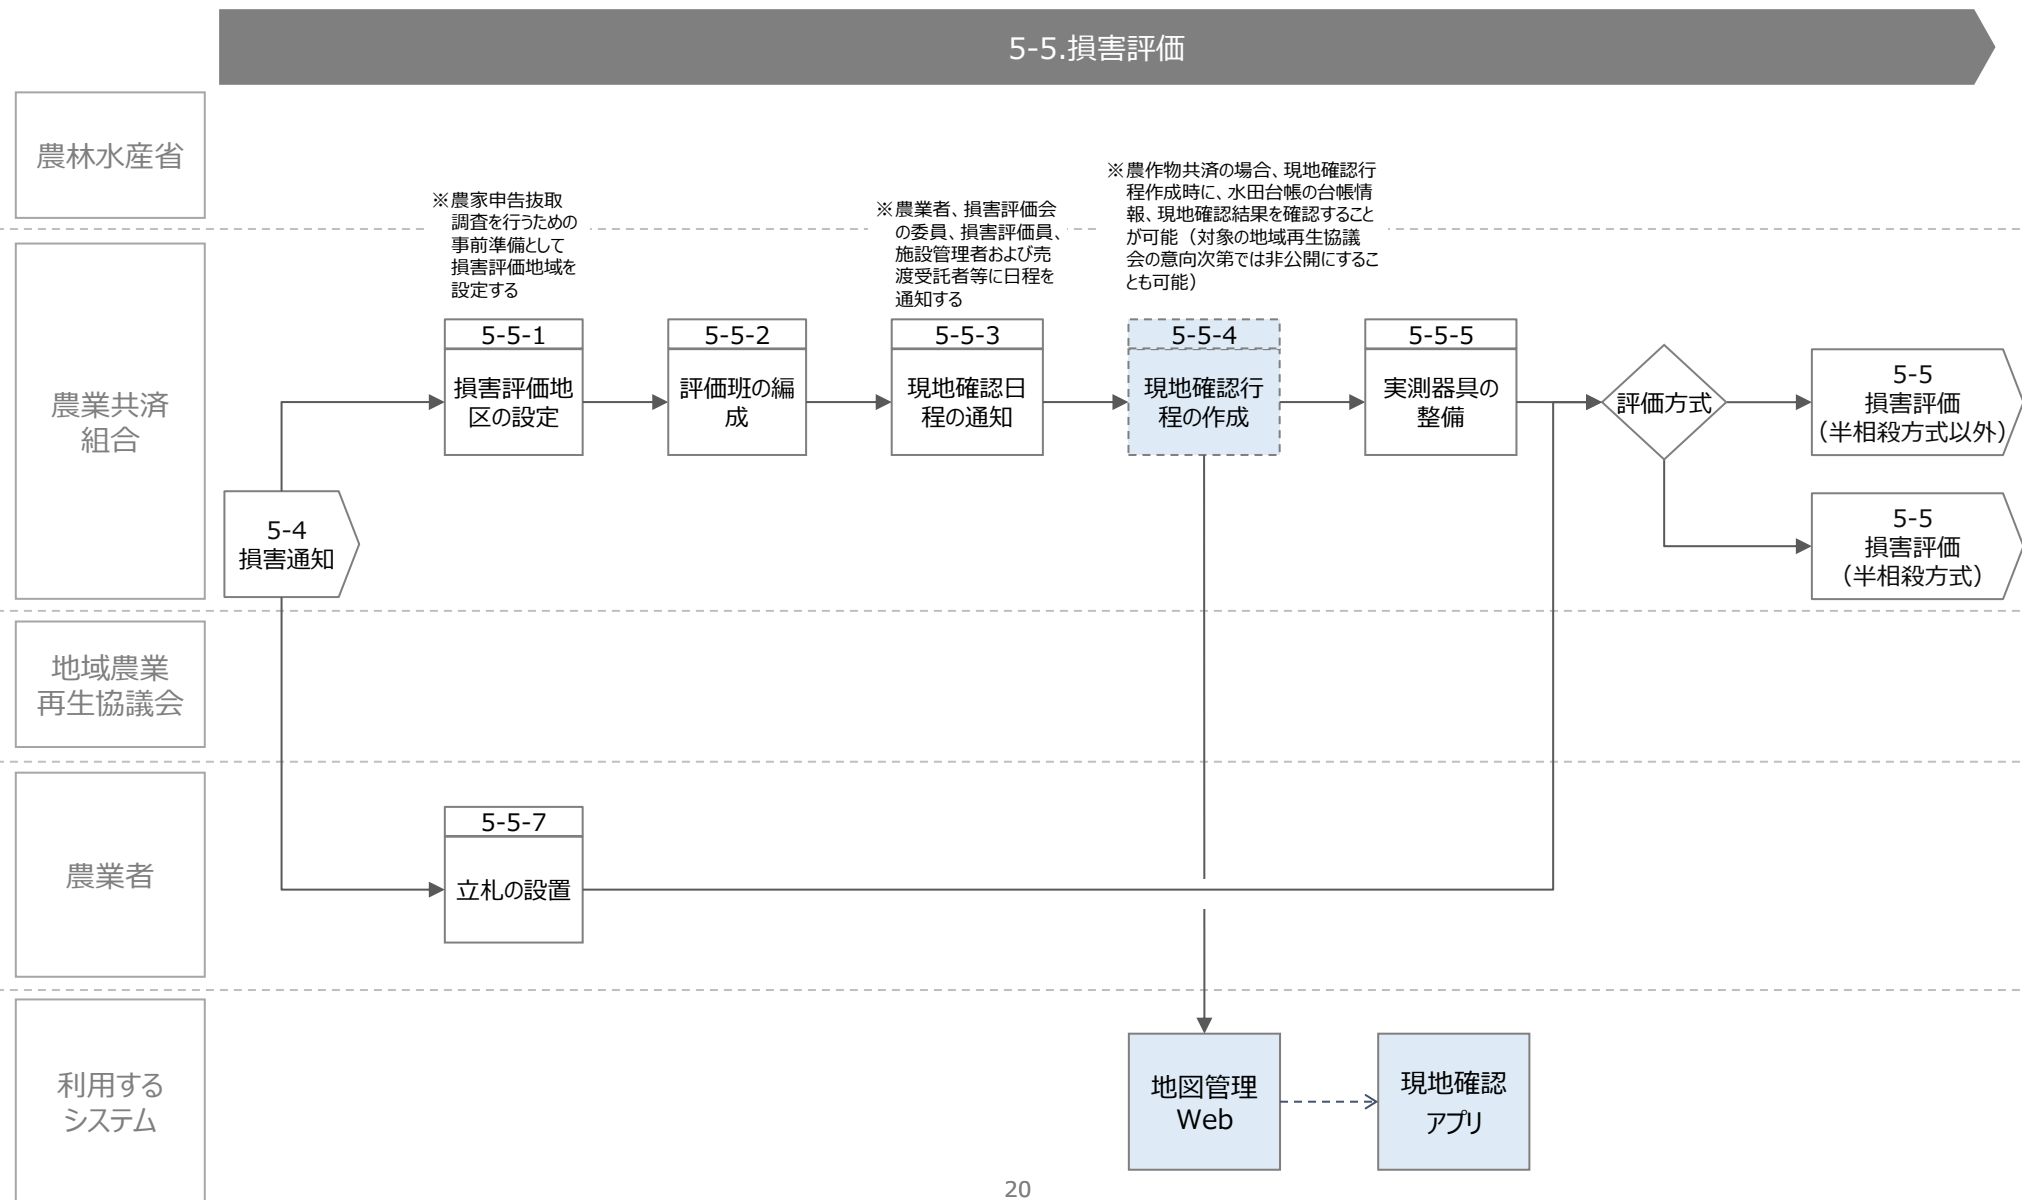 5-5.損害評価
農林水産省
※農家申告抜取
調査を行うための
事前準備として
損害評価地域を
設定する
※農業者、損害評価会
の委員、損害評価員、
施設管理者および売
渡受託者等に日程を
通知する
※農作物共済の場合、現地確認行
程作成時に、水田台帳の台帳情
報、現地確認結果を確認すること
が可能（対象の地域再生協議
会の意向次第では非公開にするこ
とも可能）
農業共済
組合
5-4
損害通知
5-5-1
損害評価地
区の設定
5-5-2
評価班の編
成
5-5-3
現地確認日
程の通知
5-5-4
現地確認行
程の作成
5-5-5
実測器具の
整備
評価方式
5-5
損害評価
（半相殺方式以外）
5-5
損害評価
（半相殺方式）
地域農業
再生協議会
農業者
5-5-7
立札の設置
利用する
システム
地図管理
Web
現地確認
アプリ
20